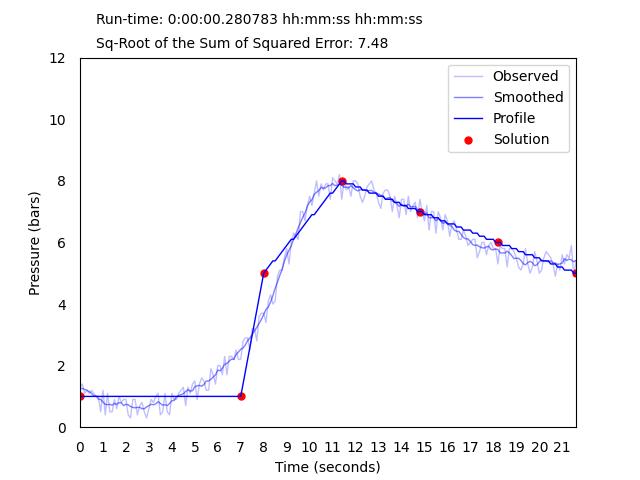 Run-time: 0:00:00.280783 hh:mm:ss hh:mm:ss
Sq-Root of the Sum of Squared Error: 7.48
12
10
8
6
4
2
0
Pressure (bars)
Observed
Smoothed
Profile
Solution
0 1 2 3 4 5 6 7 8 9 10 11 12 13 14 15 16 17 18 19 20 21
Time (seconds)